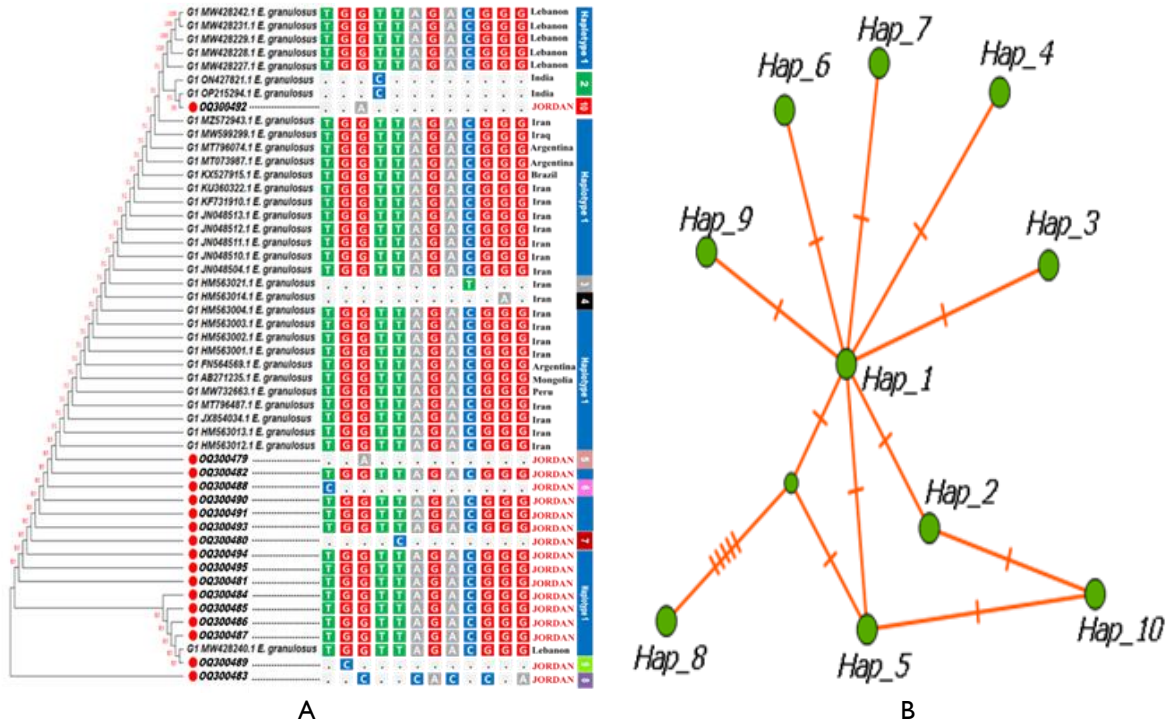 G1 MW428242.1 E. granulosus T G G T T A G A C G G G Lebanon
G1 MW428231.1 E. granulosus T G G T T A G A C G G G Lebanon
G1 MW428229.1 E. granulosus T G G T T A G A C G G G Lebanon
G1 MW428228.1 E. granulosus T G G T T A G A C G G G Lebanon
G1 MW428227.1 E. granulosus T G G T T A G A C G G G Lebanon
Haplotype 1
G1 ON427821.1 E. granulosus . . . C . . . . . . . . India
G1 OP215294.1 E. granulosus . . . C . . . . . . . . India
2
OQ300492 . . A . . . . . . . . . JORDAN 10
G1 MZ572943.1 E. granulosus T G G T T A G A C G G G Iran
G1 MW599299.1 E. granulosus T G G T T A G A C G G G Iraq
G1 MT796074.1 E. granulosus T G G T T A G A C G G G Argentina
G1 MT073987.1 E. granulosus T G G T T A G A C G G G Argentina
G1 KX527915.1 E. granulosus T G G T T A G A C G G G Brazil
G1 KU360322.1 E. granulosus T G G T T A G A C G G G Iran
G1 KF731910.1 E. granulosus T G G T T A G A C G G G Iran
G1 JN048513.1 E. granulosus T G G T T A G A C G G G Iran
G1 JN048512.1 E. granulosus T G G T T A G A C G G G Iran
G1 JN048511.1 E. granulosus T G G T T A G A C G G G Iran
G1 JN048510.1 E. granulosus T G G T T A G A C G G G Iran
G1 JN048504.1 E. granulosus T G G T T A G A C G G G Iran
Haplotype 1
G1 HM563021.1 E. granulosus . . . . . . . . T . . . Iran 3
G1 HM563014.1 E. granulosus . . . . . . . . . . A . Iran 4
G1 HM563004.1 E. granulosus T G G T T A G A C G G G Iran
G1 HM563003.1 E. granulosus T G G T T A G A C G G G Iran
G1 HM563002.1 E. granulosus T G G T T A G A C G G G Iran
G1 HM563001.1 E. granulosus T G G T T A G A C G G G Iran
G1 FN564569.1 E. granulosus T G G T T A G A C G G G Argentina
G1 AB271235.1 E. granulosus T G G T T A G A C G G G Mongolia
G1 MW732663.1 E. granulosus T G G T T A G A C G G G Peru
G1 MT796487.1 E. granulosus T G G T T A G A C G G G Iran
G1 JX854034.1 E. granulosus T G G T T A G A C G G G Iran
G1 HM563013.1 E. granulosus T G G T T A G A C G G G Iran
G1 HM563012.1 E. granulosus T G G T T A G A C G G G Iran
Haplotype 1
OQ300479 . . A . . . . . . . . . JORDAN 5
OQ300482 T G G T T A G A C G G G JORDAN
OQ300488 C . . . . . . . . . . . JORDAN 6
OQ300490 T G G T T A G A C G G G JORDAN
OQ300491 T G G T T A G A C G G G JORDAN
OQ300493 T G G T T A G A C G G G JORDAN
OQ300480 . . . . C . . . . . . . JORDAN 7
OQ300494 T G G T T A G A C G G G JORDAN
OQ300495 T G G T T A G A C G G G JORDAN
OQ300481 T G G T T A G A C G G G JORDAN
OQ300484 T G G T T A G A C G G G JORDAN
OQ300485 T G G T T A G A C G G G JORDAN
OQ300486 T G G T T A G A C G G G JORDAN
OQ300487 T G G T T A G A C G G G JORDAN
G1 MW428240.1 E. granulosus T G G T T A G A C G G G Lebanon
Haplotype 1
OQ300489 . C . . . . . . . . . . JORDAN
OQ300483 . . C . . C A C . C . A JORDAN
A
Hap_7
Hap_6
Hap_4
Hap_9
Hap_3
Hap_1
Hap_2
Hap_8
Hap_5
Hap_10
B